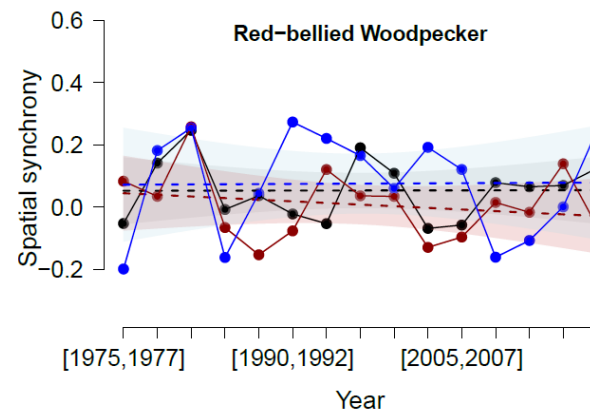 Red−bellied Woodpecker
0.6
0.4
0.2
0.0
−0.2
Spatial synchrony
[1975,1977] [1990,1992] [2005,2007]
Year